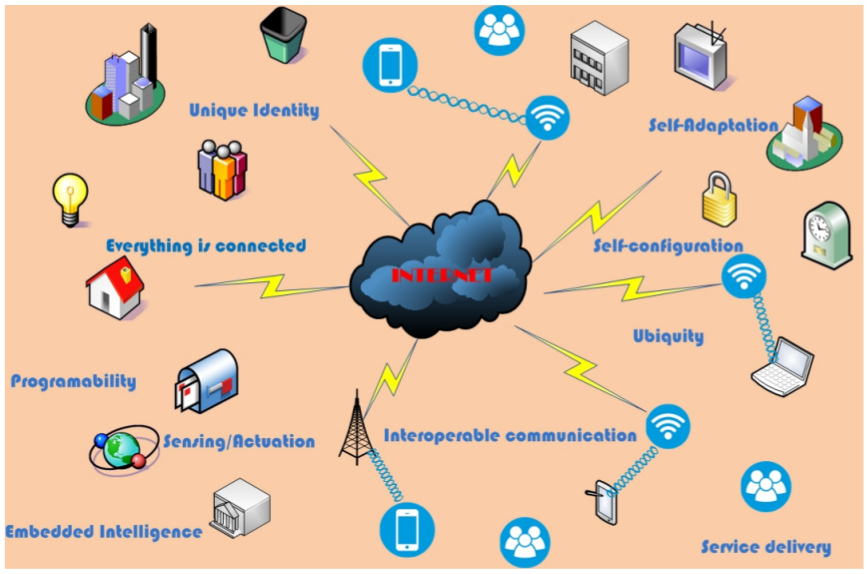 Unique Identity
Self-Adaptation
Everything is connected
Self-configuration
INTERNET
Ubiquity
Programability
Sensing/Actuation
Interoperable communication
Embedded Intelligence
Service delivery